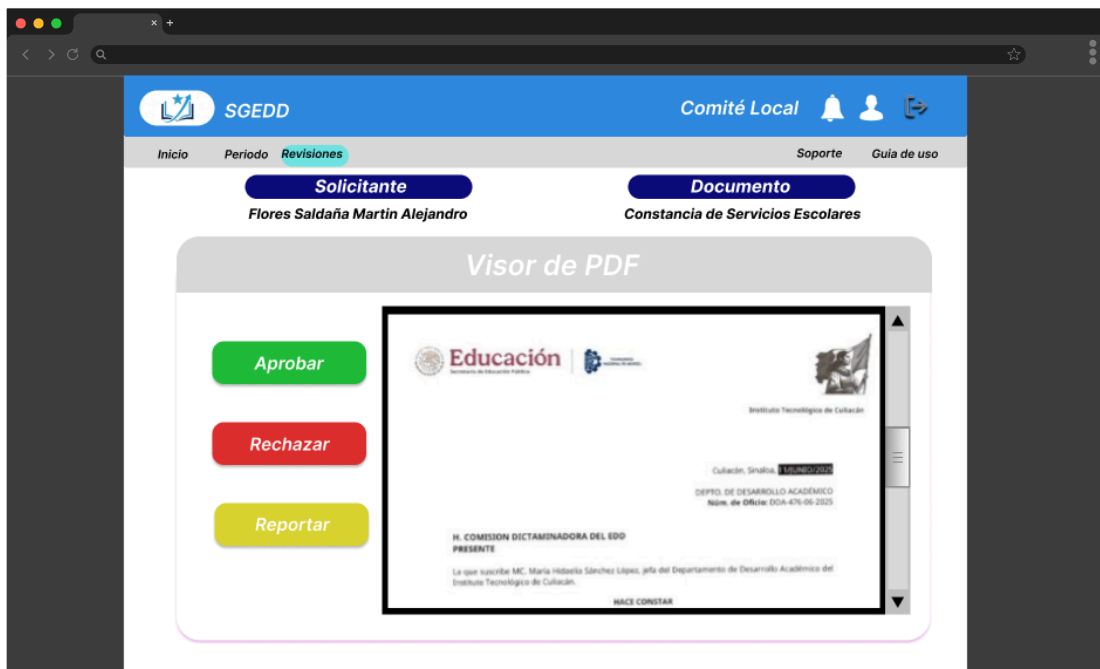 SGEDD
Comité Local
Inicio Periodo Revisiones Soporte Guia de uso
Solicitante
Flores Saldaña Martin Alejandro
Documento
Constancia de Servicios Escolares
Visor de PDF
Aprobar
Rechazar
Reportar
Educación
Secretaría de Educación Pública
Instituto Tecnológico de Culiacán
Culiacán, Sinaloa, 11/JUNIO/2025
DEPTO. DE DESARROLLO ACADÉMICO
Núm. de Oficio: DDA-476-06-2025
H. COMISION DICTAMINADORA DEL EDD
PRESENTE
La que suscribe MC. María Hidaelia Sánchez López, jefa del Departamento de Desarrollo Académico del
Instituto Tecnológico de Culiacán.
HACE CONSTAR